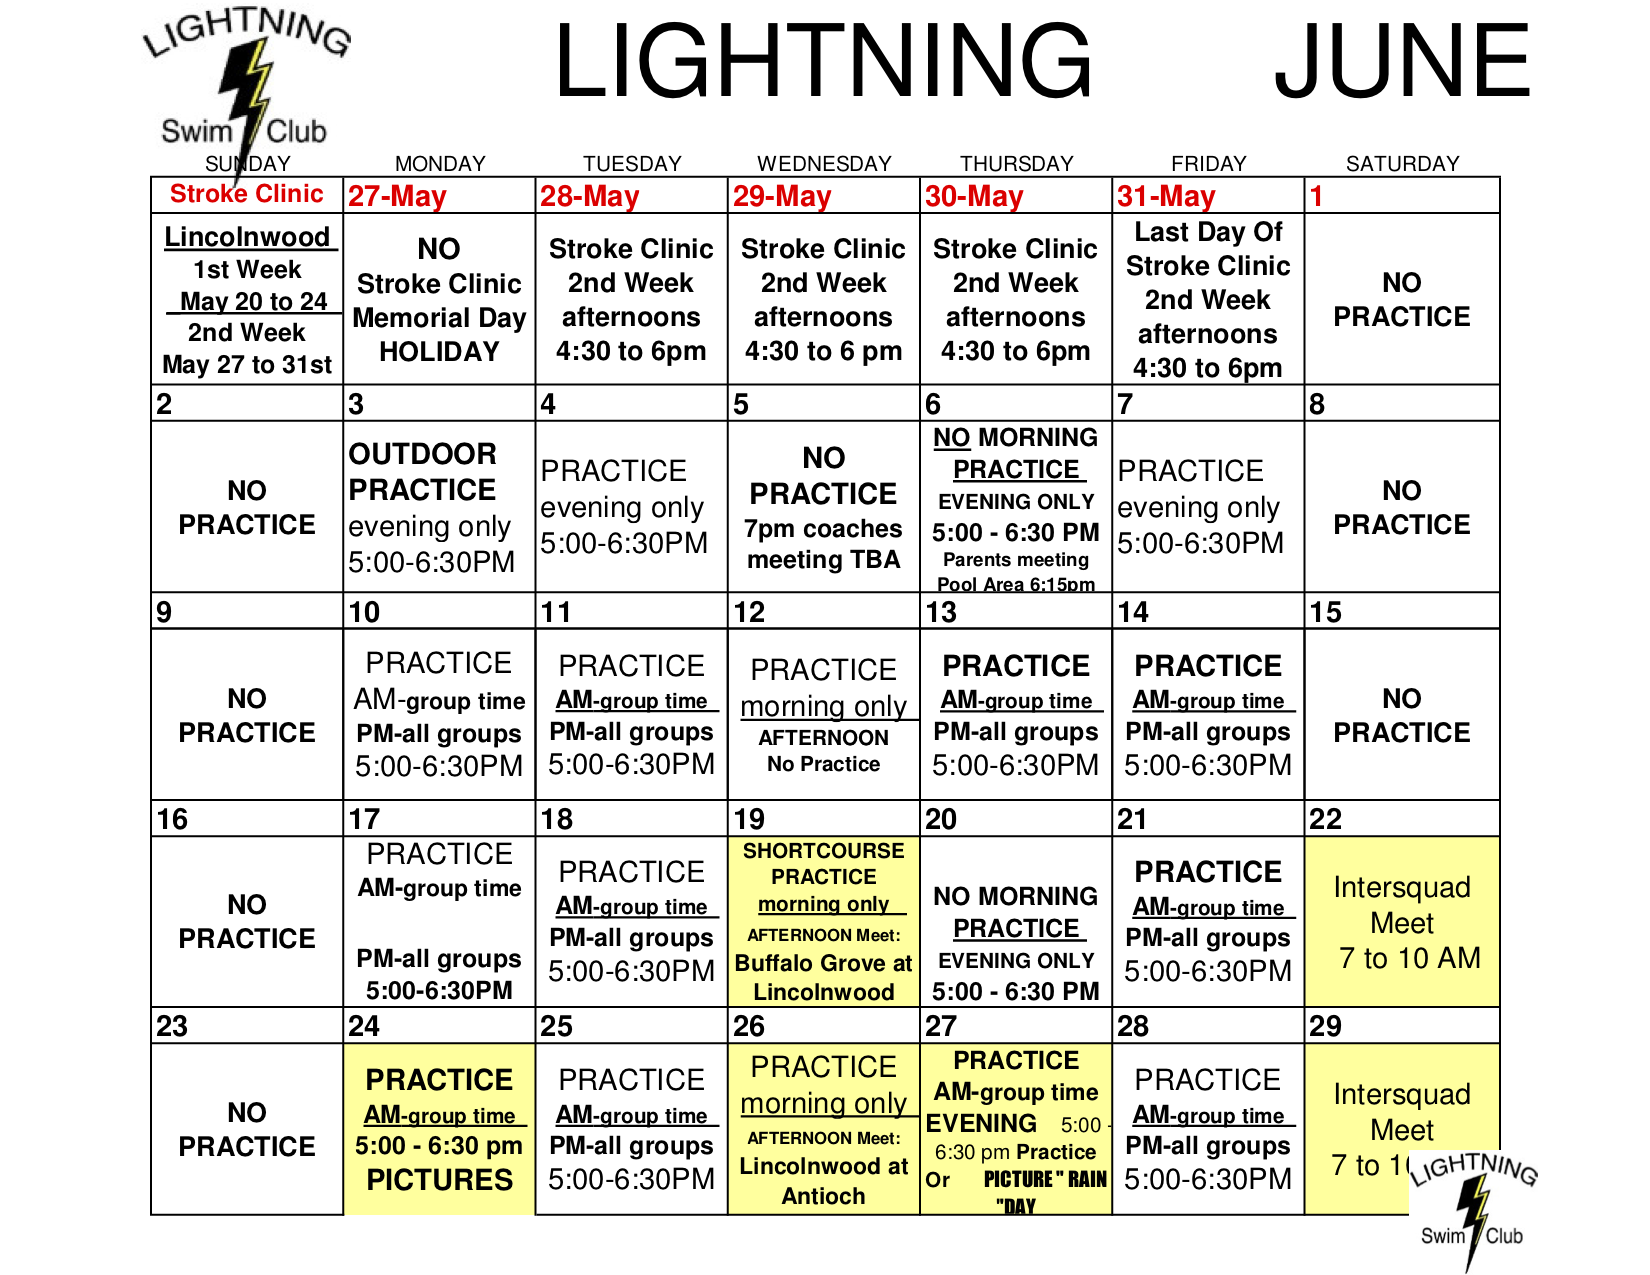 LIGHTNING
Swim Club
LIGHTNING JUNE
SUNDAY MONDAY TUESDAY WEDNESDAY THURSDAY FRIDAY SATURDAY
Stroke Clinic 27-May 28-May 29-May 30-May 31-May 1
Lincolnwood
1st Week
May 20 to 24
2nd Week
May 27 to 31st
NO
Stroke Clinic
Memorial Day
HOLIDAY
Stroke Clinic
2nd Week
afternoons
4:30 to 6pm
Stroke Clinic
2nd Week
afternoons
4:30 to 6 pm
Stroke Clinic
2nd Week
afternoons
4:30 to 6pm
Last Day Of
Stroke Clinic
2nd Week
afternoons
4:30 to 6pm
NO
PRACTICE
2 3 4 5 6 7 8
NO
PRACTICE
OUTDOOR
PRACTICE
evening only
5:00-6:30PM
PRACTICE
evening only
5:00-6:30PM
NO
PRACTICE
7pm coaches
meeting TBA
NO MORNING
PRACTICE
EVENING ONLY
5:00 - 6:30 PM
Parents meeting
Pool Area 6:15pm
PRACTICE
evening only
5:00-6:30PM
NO
PRACTICE
9 10 11 12 13 14 15
NO
PRACTICE
PRACTICE
AM-group time
PM-all groups
5:00-6:30PM
PRACTICE
AM-group time
PM-all groups
5:00-6:30PM
PRACTICE
morning only
AFTERNOON
No Practice
PRACTICE
AM-group time
PM-all groups
5:00-6:30PM
PRACTICE
AM-group time
PM-all groups
5:00-6:30PM
NO
PRACTICE
16 17 18 19 20 21 22
NO
PRACTICE
PRACTICE
AM-group time
PM-all groups
5:00-6:30PM
PRACTICE
AM-group time
PM-all groups
5:00-6:30PM
SHORTCOURSE
PRACTICE
morning only
AFTERNOON Meet:
Buffalo Grove at
Lincolnwood
NO MORNING
PRACTICE
EVENING ONLY
5:00 - 6:30 PM
PRACTICE
AM-group time
PM-all groups
5:00-6:30PM
Intersquad
Meet
7 to 10 AM
23 24 25 26 27 28 29
NO
PRACTICE
PRACTICE
AM-group time
5:00 - 6:30 pm
PICTURES
PRACTICE
AM-group time
PM-all groups
5:00-6:30PM
PRACTICE
morning only
AFTERNOON Meet:
Lincolnwood at
Antioch
PRACTICE
AM-group time
EVENING 5:00 -
6:30 pm Practice
Or PICTURE " RAIN
"DAY
PRACTICE
AM-group time
PM-all groups
5:00-6:30PM
Intersquad
Meet
7 to
LIGHTNING
Swim Club